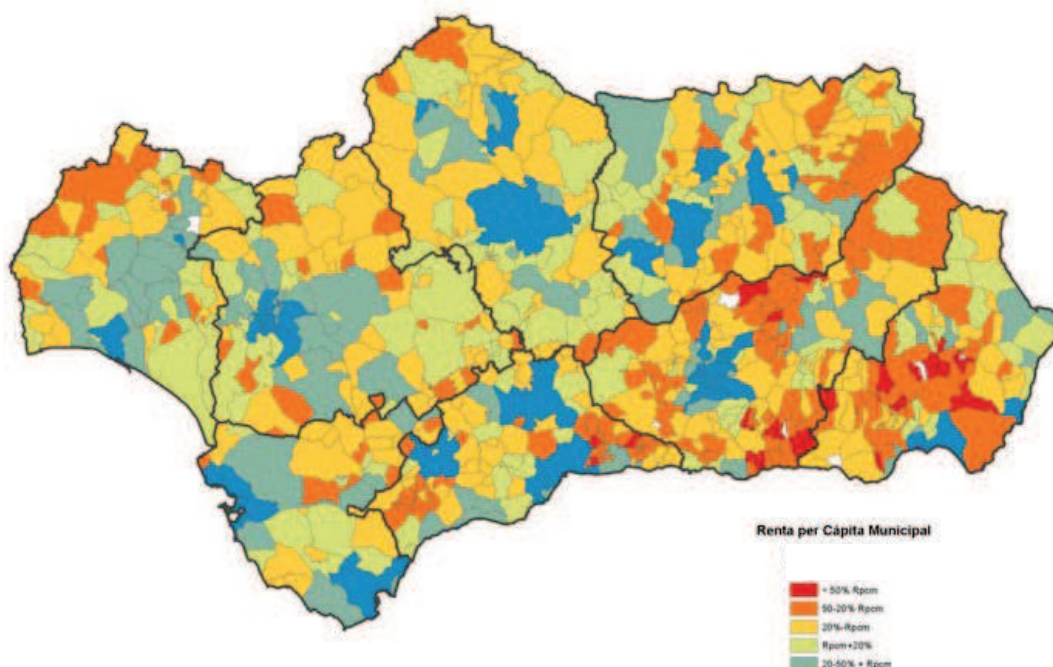 Renta per Cápita Municipal
< 50% Rpcm
50-20% Rpcm
20%-Rpcm
Rpcm+20%
20-50% + Rpcm